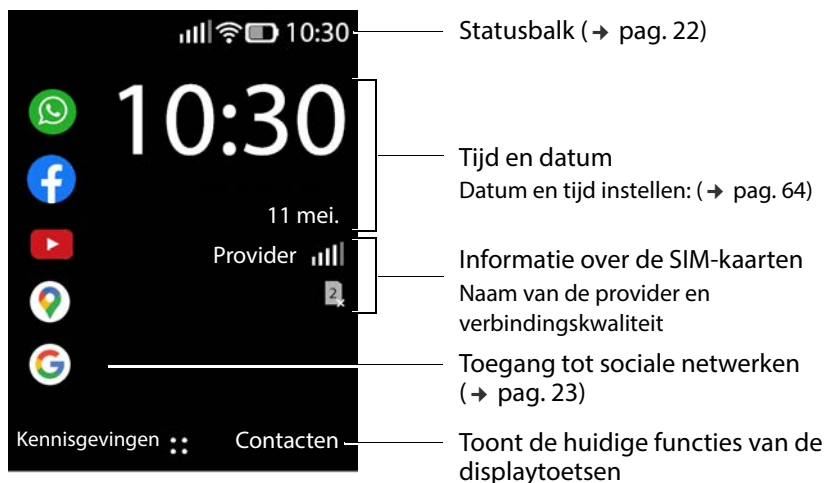 10:30
Statusbalk (→ pag. 22)
10:30
Tijd en datum
Datum en tijd instellen: (→ pag. 64)
11 mei.
Provider
Informatie over de SIM-kaarten
2
Naam van de provider en
verbindingskwaliteit
Toegang tot sociale netwerken
(→ pag. 23)
Kennisgevingen
Contacten
Toont de huidige functies van de
displaytoetsen